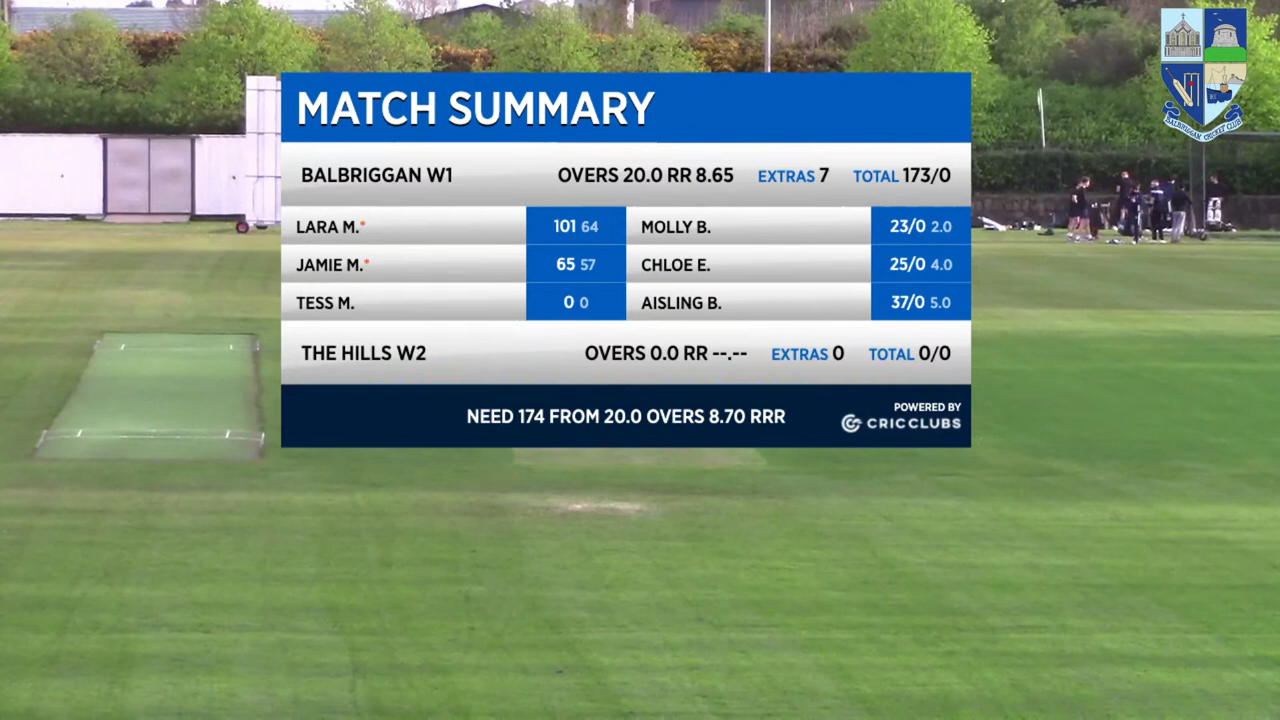 MATCH SUMMARY
BALBRIGGAN W1 OVERS 20.0 RR 8.65 EXTRAS 7 TOTAL 173/0
LARA M.* 101 64 MOLLY B. 23/0 2.0
JAMIE M.* 65 57 CHLOE E. 25/0 4.0
TESS M. 0 0 AISLING B. 37/0 5.0
THE HILLS W2 OVERS 0.0 RR --.-- EXTRAS 0 TOTAL 0/0
NEED 174 FROM 20.0 OVERS 8.70 RRR
POWERED BY
CRICCLUBS
BALBRIGGAN CRICKET CLUB